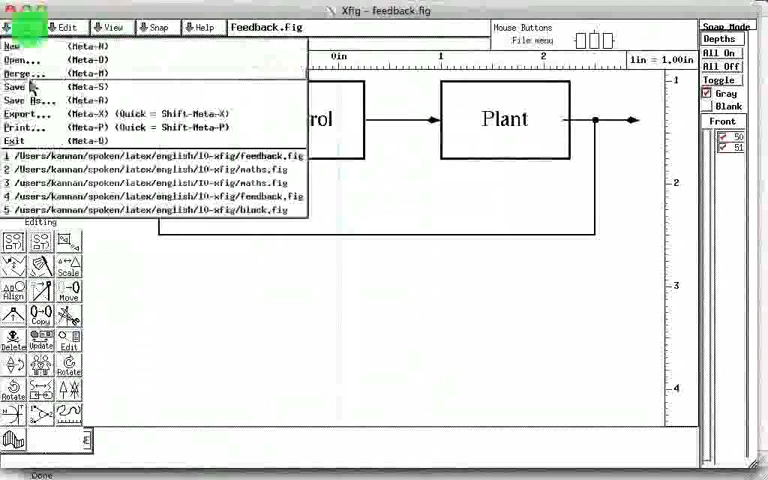 Xfig - feedback.fig
Edit View Snap Help feedback.fig
Mouse Buttons
File menu
Snap Mode
Depths
All On
All Off
Toggle
Gray
Blank
Front
50
51
New (Meta-N)
Open... (Meta-O)
Merge... (Meta-M)
Save (Meta-S)
Save As... (Meta-A)
Export... (Meta-X) (Quick = Shift-Meta-X)
Print... (Meta-P) (Quick = Shift-Meta-P)
Exit (Meta-Q)
1 /Users/kannan/spoken/latex/english/10-xfig/feedback.fig
2 /users/kannan/spoken/latex/english/10-xfig/maths.fig
3 /users/kannan/spoken/latex/english/10-xfig/maths.fig
4 /users/kannan/spoken/latex/english/10-xfig/feedback.fig
5 /users/kannan/spoken/latex/english/10-xfig/block.fig
0in 1 2 1in = 1.00in
1
2
3
4
rol
Plant
Editing
Scale
Align Move
Copy
Delete Update Edit
Rotate
Rotate
Done